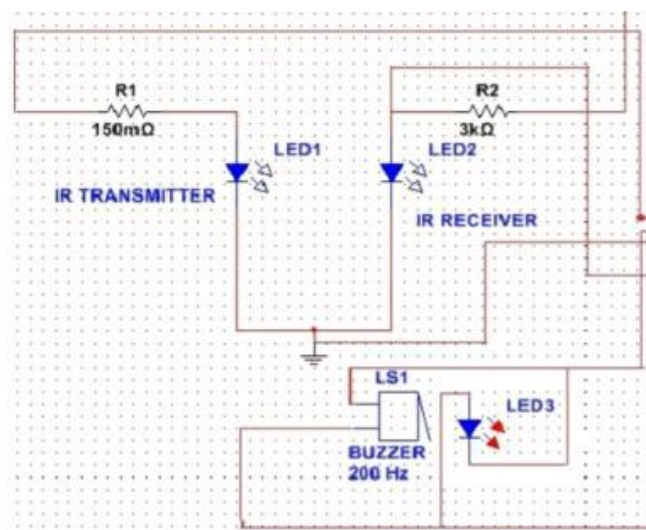 R1
150mΩ
R2
3kΩ
LED1
LED2
IR TRANSMITTER
IR RECEIVER
LS1
LED3
BUZZER
200 Hz